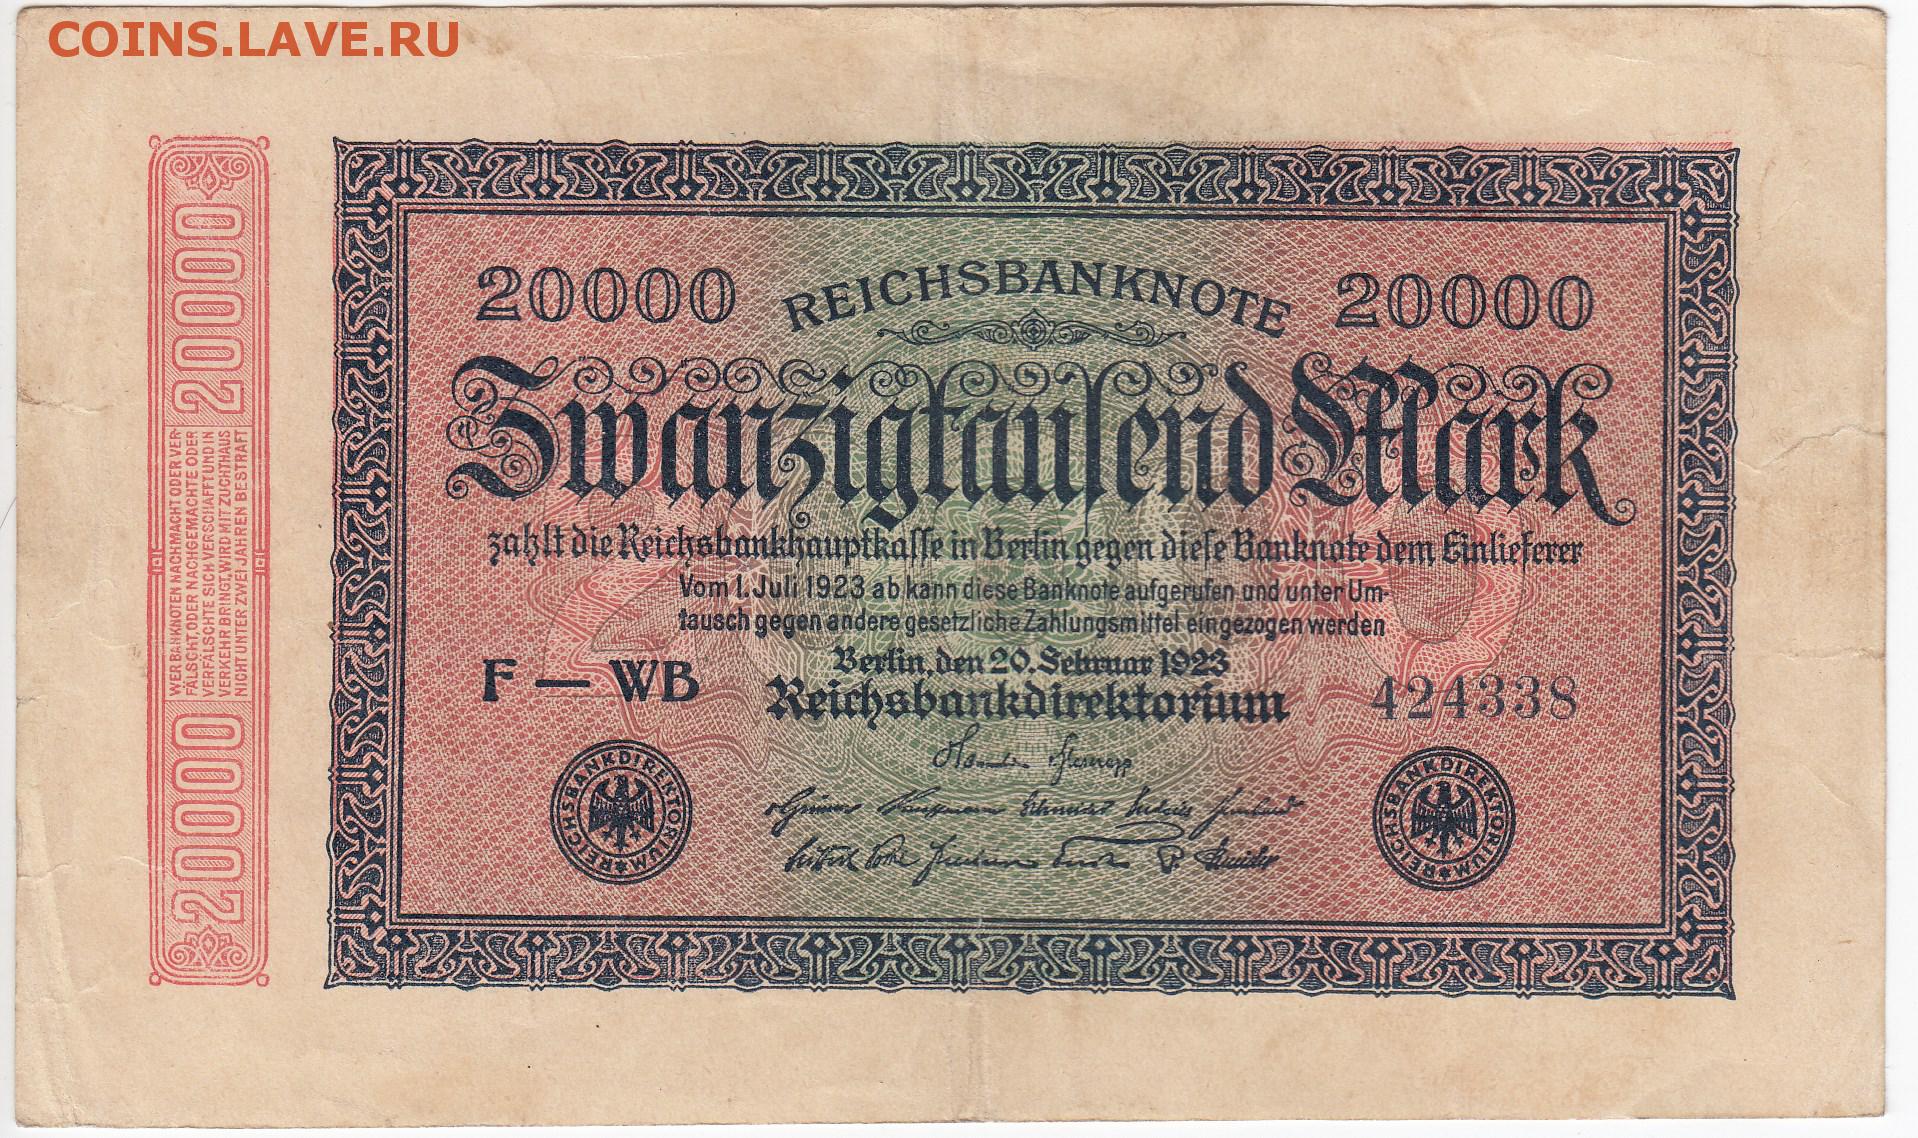 COINS.LAVE.RU
20000 REICHSBANKNOTE 20000
Zwanzigtausend Mark
zahlt die Reichsbankhauptkasse in Berlin gegen diese Banknote dem Einlieferer
Vom 1. Juli 1923 ab kann diese Banknote aufgerufen und unter Um-
tausch gegen andere gesetzliche Zahlungsmittel eingezogen werden
Berlin, den 20. Februar 1923
F — WB Reichsbankdirektorium 424338
REICHSBANKDIREKTORIUM
REICHSBANKDIREKTORIUM
20000
WER BANKNOTEN NACHMACHT ODER VER-
FÄLSCHT, ODER NACHGEMACHTE ODER
VERFÄLSCHTE SICH VERSCHAFFT UND IN
VERKEHR BRINGT, WIRD MIT ZUCHTHAUS
NICHT UNTER ZWEI JAHREN BESTRAFT
20000